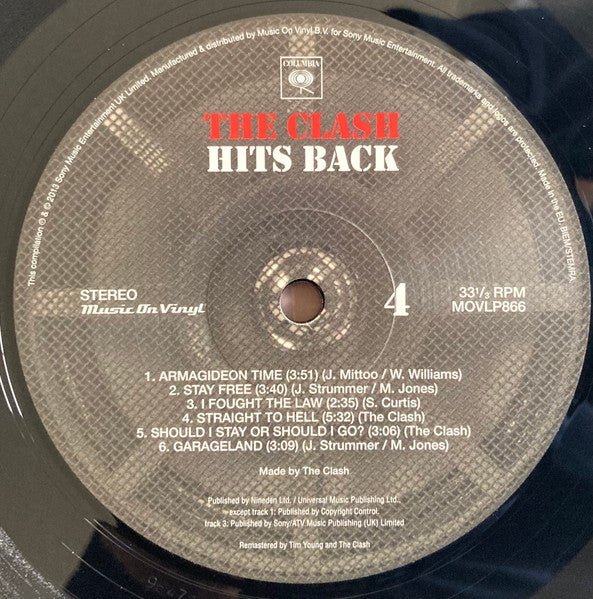 This compilation ℗ & © 2013 Sony Music Entertainment UK Limited. Manufactured & distributed by Music On Vinyl B.V. for Sony Music Entertainment. All trademarks and logos are protected. Made in the EU. BIEM/STEMRA.
COLUMBIA
THE CLASH
HITS BACK
STEREO
Music On Vinyl
4
33 1/3 RPM
MOVLP866
1. ARMAGIDEON TIME (3:51) (J. Mittoo / W. Williams)
2. STAY FREE (3:40) (J. Strummer / M. Jones)
3. I FOUGHT THE LAW (2:35) (S. Curtis)
4. STRAIGHT TO HELL (5:32) (The Clash)
5. SHOULD I STAY OR SHOULD I GO? (3:06) (The Clash)
6. GARAGELAND (3:09) (J. Strummer / M. Jones)
Made by The Clash
Published by Nineden Ltd. / Universal Music Publishing Ltd.,
except track 1: Published by Copyright Control,
track 3: Published by Sony/ATV Music Publishing (UK) Limited
Remastered by Tim Young and The Clash